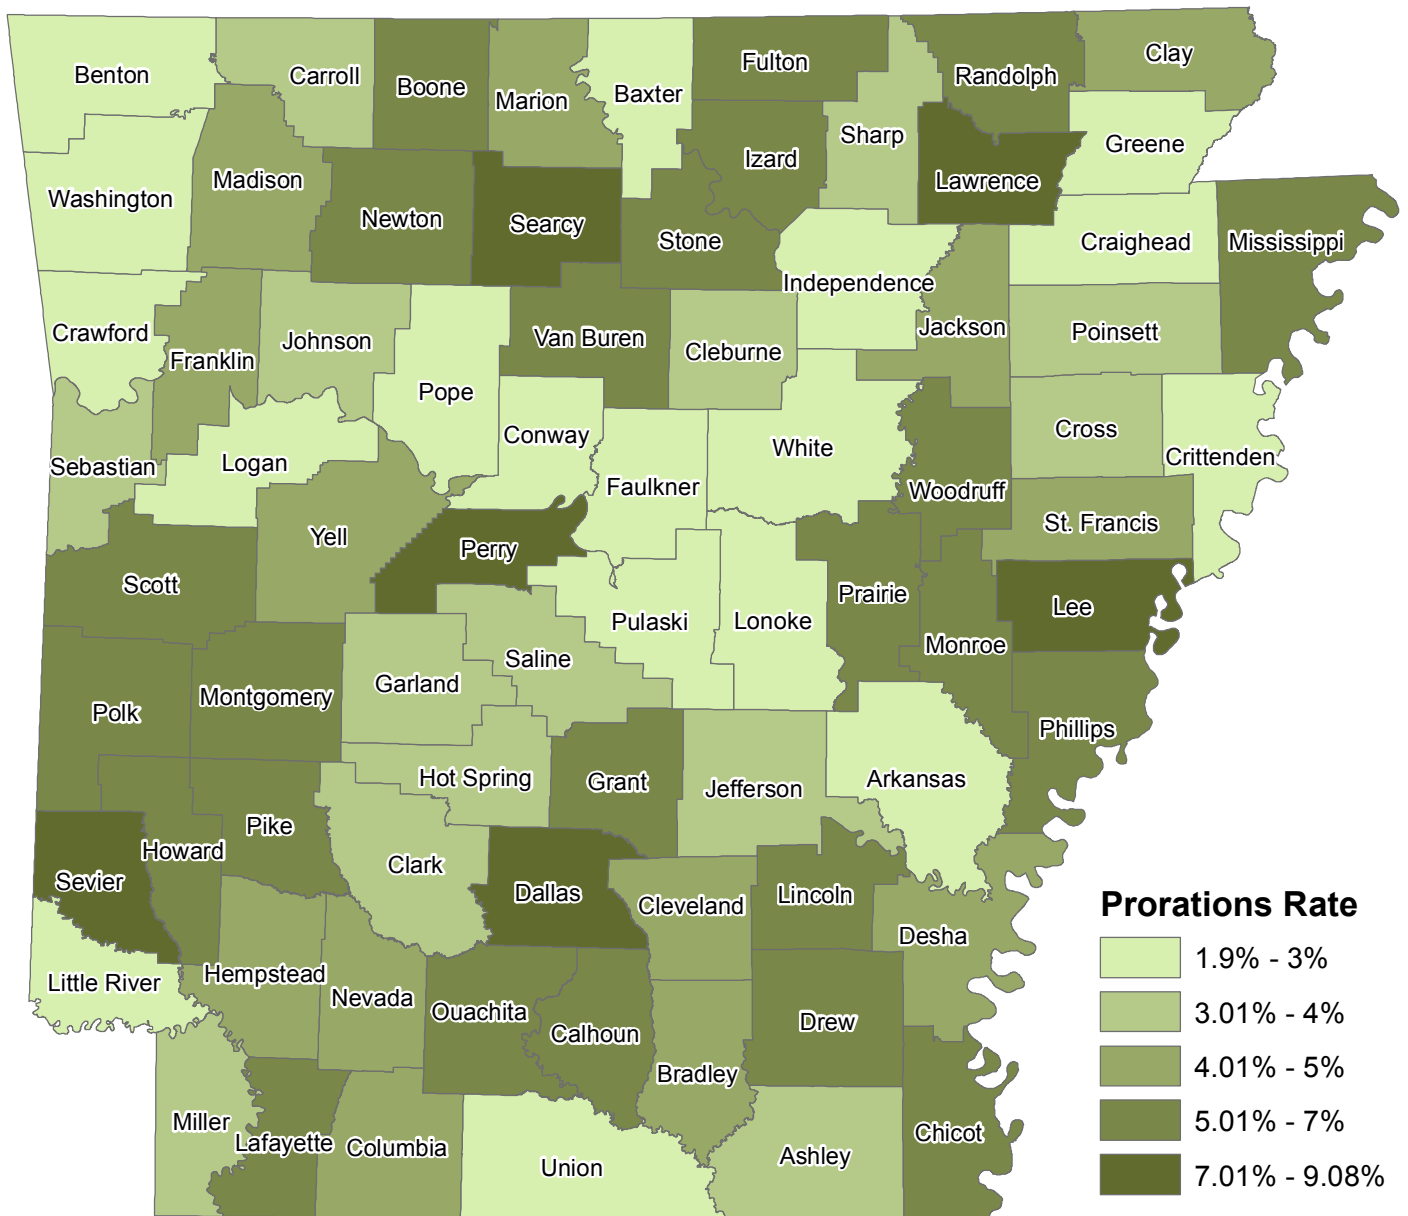 Benton
Carroll
Boone
Marion
Baxter
Fulton
Sharp
Randolph
Clay
Greene
Izard
Lawrence
Washington
Madison
Newton
Searcy
Stone
Independence
Craighead
Mississippi
Crawford
Franklin
Johnson
Pope
Van Buren
Cleburne
Jackson
Poinsett
Sebastian
Logan
Conway
Faulkner
White
Woodruff
Cross
Crittenden
Yell
Perry
St. Francis
Scott
Pulaski
Lonoke
Prairie
Monroe
Lee
Polk
Montgomery
Garland
Saline
Phillips
Hot Spring
Grant
Jefferson
Arkansas
Howard
Pike
Clark
Sevier
Dallas
Cleveland
Lincoln
Desha
Little River
Hempstead
Nevada
Ouachita
Calhoun
Bradley
Drew
Miller
Lafayette
Columbia
Union
Ashley
Chicot
Prorations Rate
1.9% - 3%
3.01% - 4%
4.01% - 5%
5.01% - 7%
7.01% - 9.08%